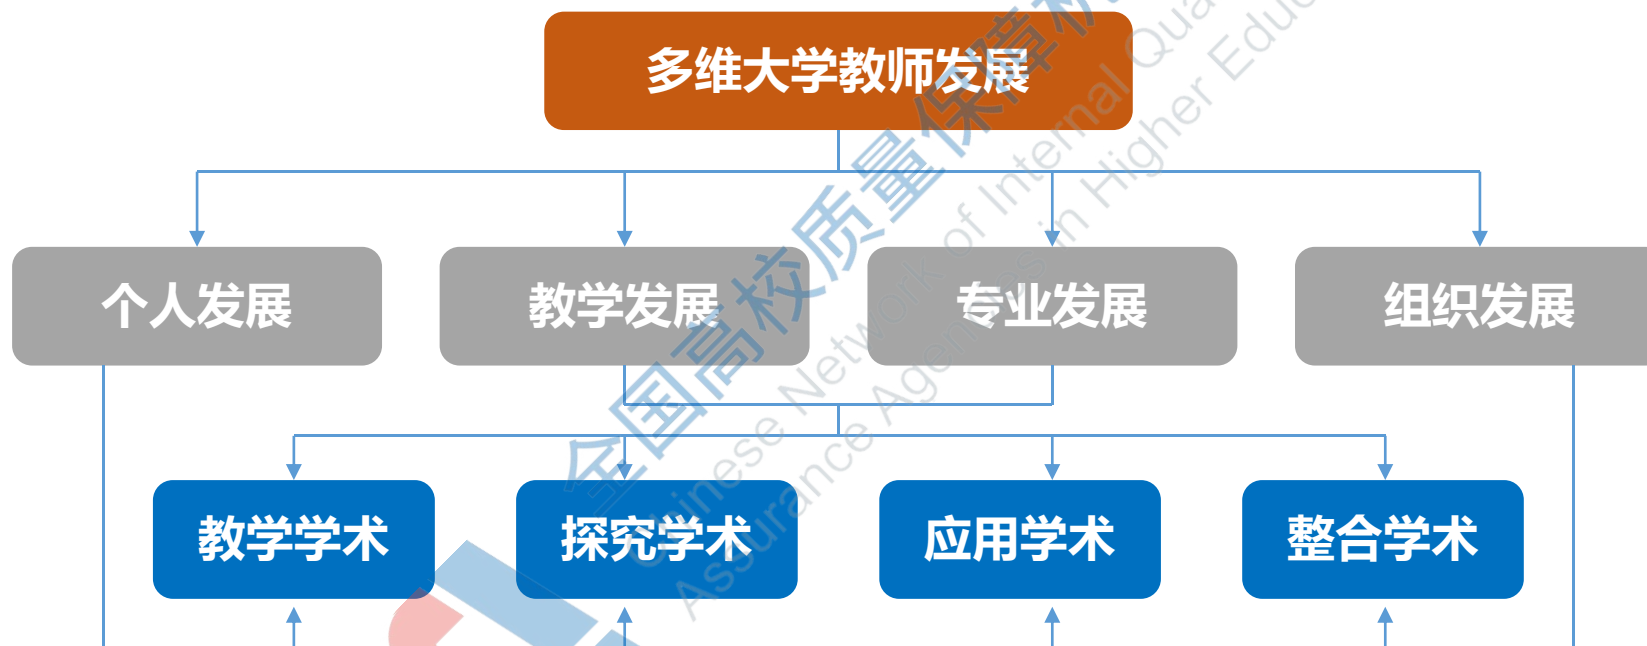 多维大学教师发展
个人发展
教学发展
专业发展
组织发展
教学学术
探究学术
应用学术
整合学术
全国高校质量保障机
Chinese Network of Internal Qua
Assurance Agencies in Higher Educ